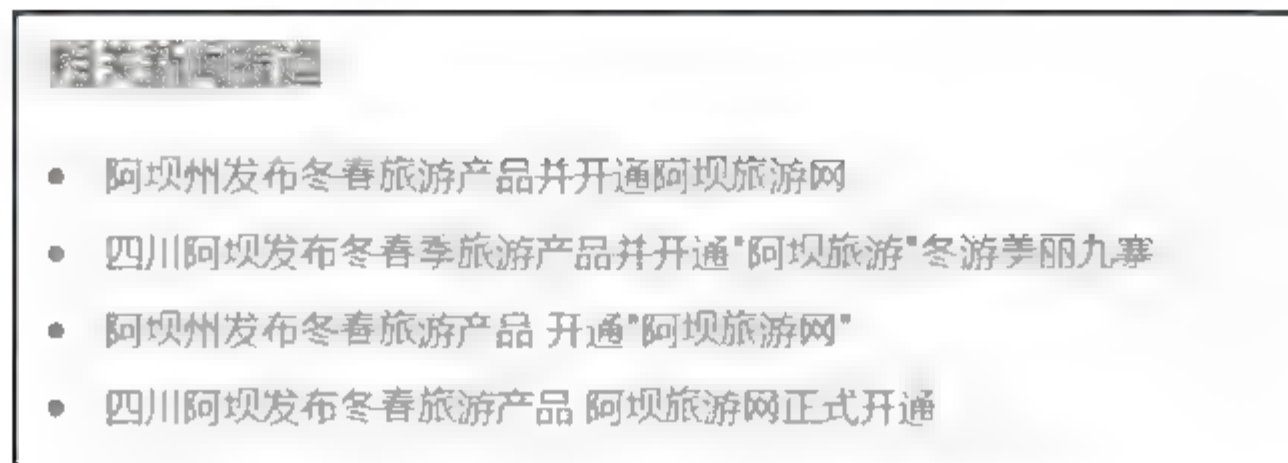 阿坝州发布冬春旅游产品并开通阿坝旅游网
四川阿坝发布冬春季旅游产品并开通"阿坝旅游"冬游美丽九寨
阿坝州发布冬春旅游产品 开通"阿坝旅游网"
四川阿坝发布冬春旅游产品 阿坝旅游网正式开通